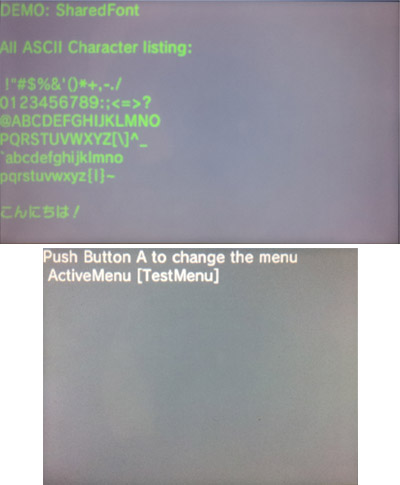 DEMO: SharedFont
All ASCII Character listing:
!"#$%&'()*+,-./
0123456789:;<=>?
@ABCDEFGHIJKLMNO
PQRSTUVWXYZ[\]^_
`abcdefghijklmno
pqrstuvwxyz[|]~
こんにちは!
Push Button A to change the menu
ActiveMenu [TestMenu]